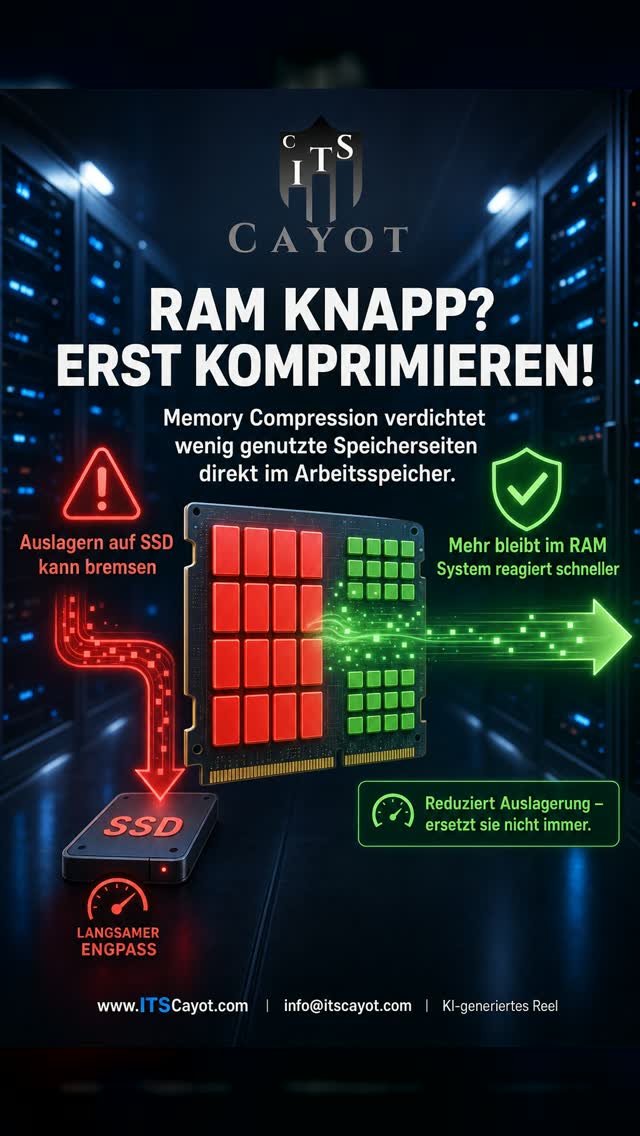 C ITS
CAYOT
RAM KNAPP?
ERST KOMPRIMIEREN!
Memory Compression verdichtet
wenig genutzte Speicherseiten
direkt im Arbeitsspeicher.
Auslagern auf SSD
kann bremsen
Mehr bleibt im RAM
System reagiert schneller
SSD
Reduziert Auslagerung –
ersetzt sie nicht immer.
LANGSAMER
ENGPASS
www.ITSCayot.com | info@itscayot.com | KI-generiertes Reel